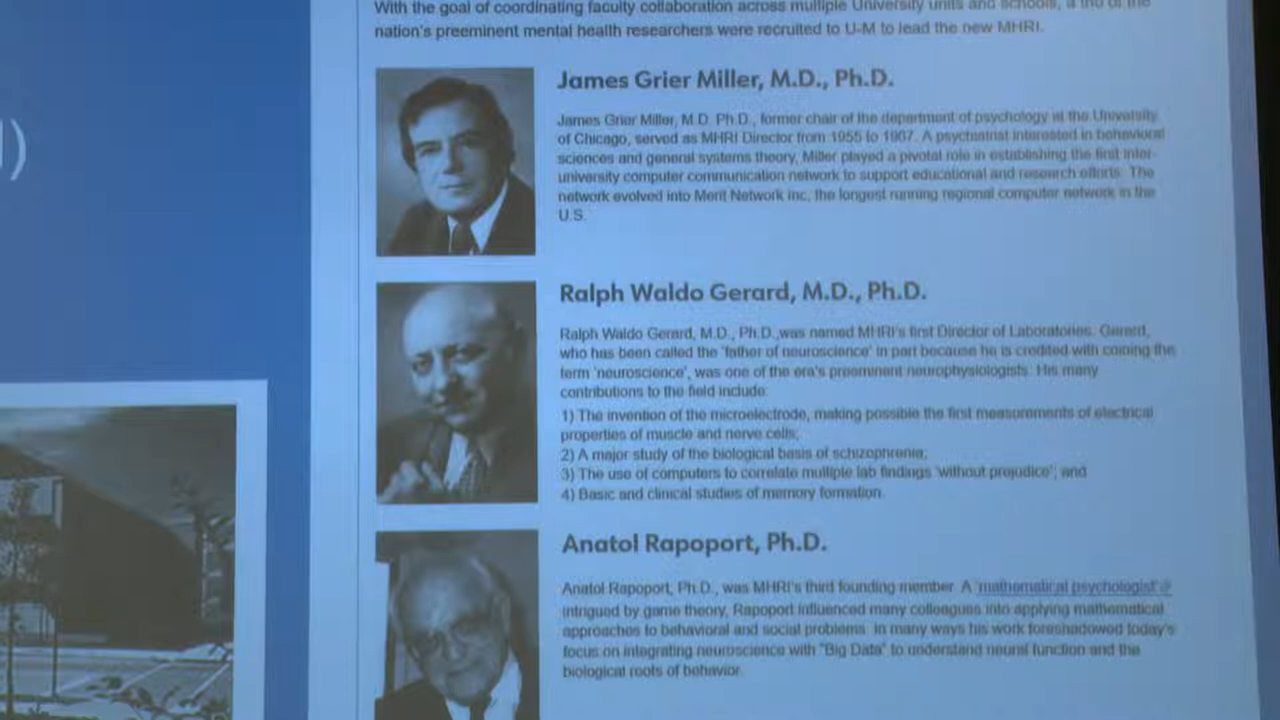 With the goal of coordinating faculty collaboration across multiple University units and schools, a trio of the
nation's preeminent mental health researchers were recruited to U-M to lead the new MHRI.
l)
James Grier Miller, M.D., Ph.D.
James Grier Miller, M.D. Ph.D., former chair of the department of psychology at the University
of Chicago, served as MHRI Director from 1955 to 1967. A psychiatrist interested in behavioral
sciences and general systems theory, Miller played a pivotal role in establishing the first inter-
university computer communication network to support educational and research efforts. The
network evolved into Merit Network inc, the longest running regional computer network in the
U.S.
Ralph Waldo Gerard, M.D., Ph.D.
Ralph Waldo Gerard, M.D., Ph.D.,was named MHRI's first Director of Laboratories. Gerard,
who has been called the 'father of neuroscience' in part because he is credited with coining the
term 'neuroscience', was one of the era's preeminent neurophysiologists. His many
contributions to the field include:
1) The invention of the microelectrode, making possible the first measurements of electrical
properties of muscle and nerve cells;
2) A major study of the biological basis of schizophrenia;
3) The use of computers to correlate multiple lab findings 'without prejudice'; and
4) Basic and clinical studies of memory formation.
Anatol Rapoport, Ph.D.
Anatol Rapoport, Ph.D., was MHRI's third founding member. A 'mathematical psychologist'
intrigued by game theory, Rapoport influenced many colleagues into applying mathematical
approaches to behavioral and social problems. In many ways his work foreshadowed today's
focus on integrating neuroscience with "Big Data" to understand neural function and the
biological roots of behavior.